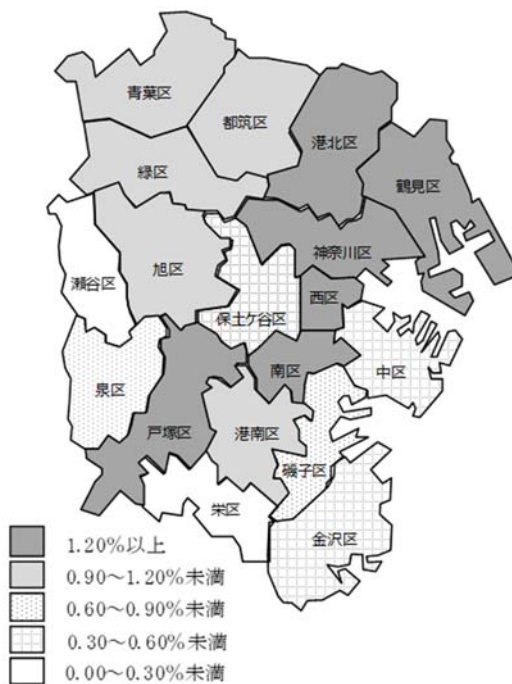 青葉区
都筑区
港北区
鶴見区
緑区
神奈川区
旭区
瀬谷区
西区
保土ケ谷区
中区
南区
泉区
戸塚区
港南区
磯子区
栄区
金沢区
1.20%以上
0.90～1.20%未満
0.60～0.90%未満
0.30～0.60%未満
0.00～0.30%未満